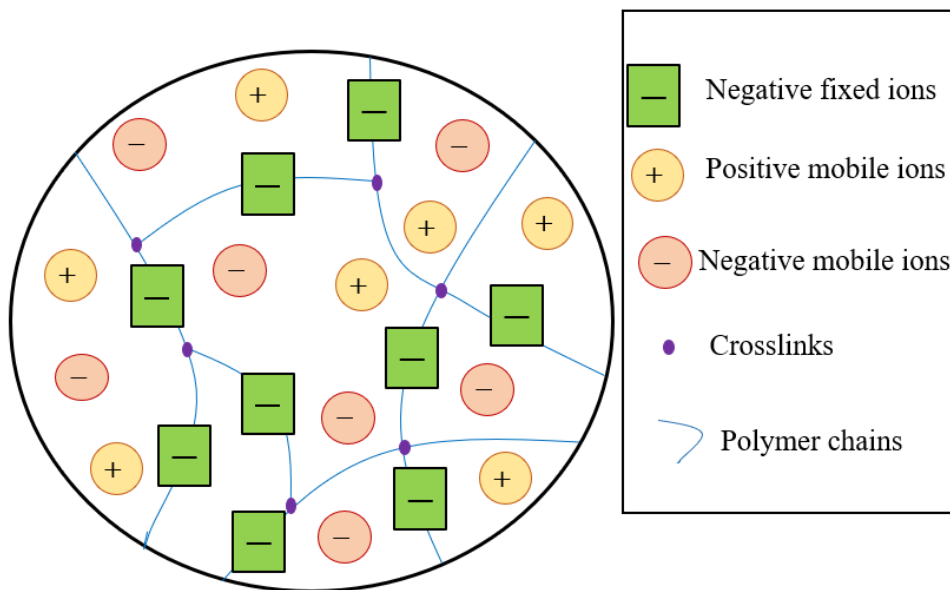 Negative fixed ions
Positive mobile ions
Negative mobile ions
Crosslinks
Polymer chains